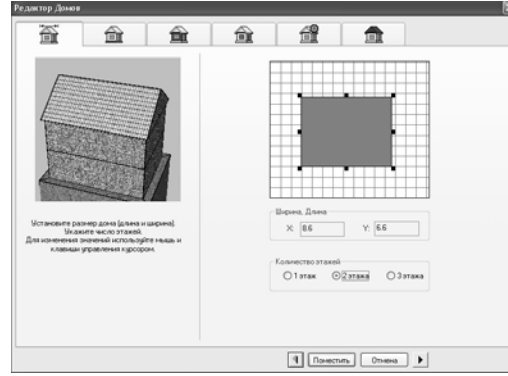 Редактор Домов
Установите размер дома (длина и ширина).
Укажите число этажей.
Для изменения значений используйте мышь и
клавиши управления курсором.
Ширина, Длина
X: 8.6 Y: 6.6
Количество этажей
1 этаж 2 этажа 3 этажа
Поместить Отмена